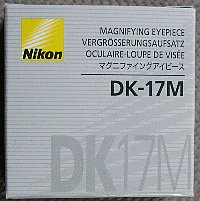 Nikon
MAGNIFYING EYEPIECE
VERGRÖSSERUNGSAUFSATZ
OCULAIRE-LOUPE DE VISÉE
マグニファイングアイピース
DK-17M
DK17M